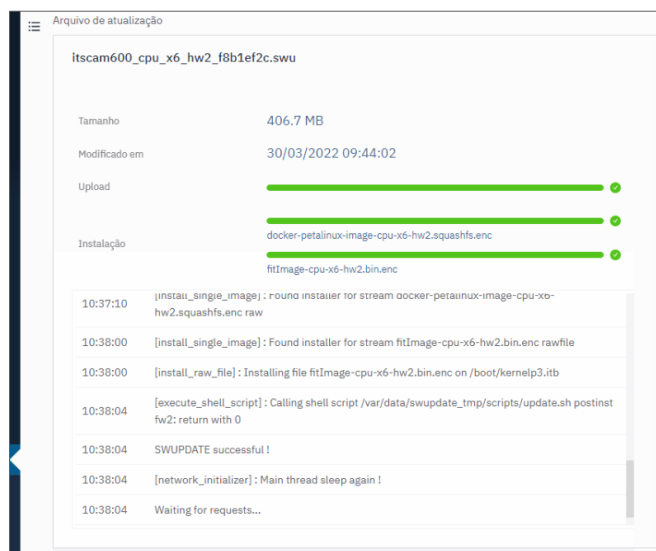 Arquivo de atualização
itscam600_cpu_x6_hw2_f8b1ef2c.swu
Tamanho 406.7 MB
Modificado em 30/03/2022 09:44:02
Upload
Instalação
docker-petalinux-image-cpu-x6-hw2.squashfs.enc
fitImage-cpu-x6-hw2.bin.enc
10:37:10 [install_single_image] : Found installer for stream docker-petalinux-image-cpu-x6-
hw2.squashfs.enc raw
10:38:00 [install_single_image] : Found installer for stream fitImage-cpu-x6-hw2.bin.enc rawfile
10:38:00 [install_raw_file] : Installing file fitImage-cpu-x6-hw2.bin.enc on /boot/kernelp3.itb
10:38:04 [execute_shell_script] : Calling shell script /var/data/swupdate_tmp/scripts/update.sh postinst
fw2: return with 0
10:38:04 SWUPDATE successful !
10:38:04 [network_initializer] : Main thread sleep again !
10:38:04 Waiting for requests...